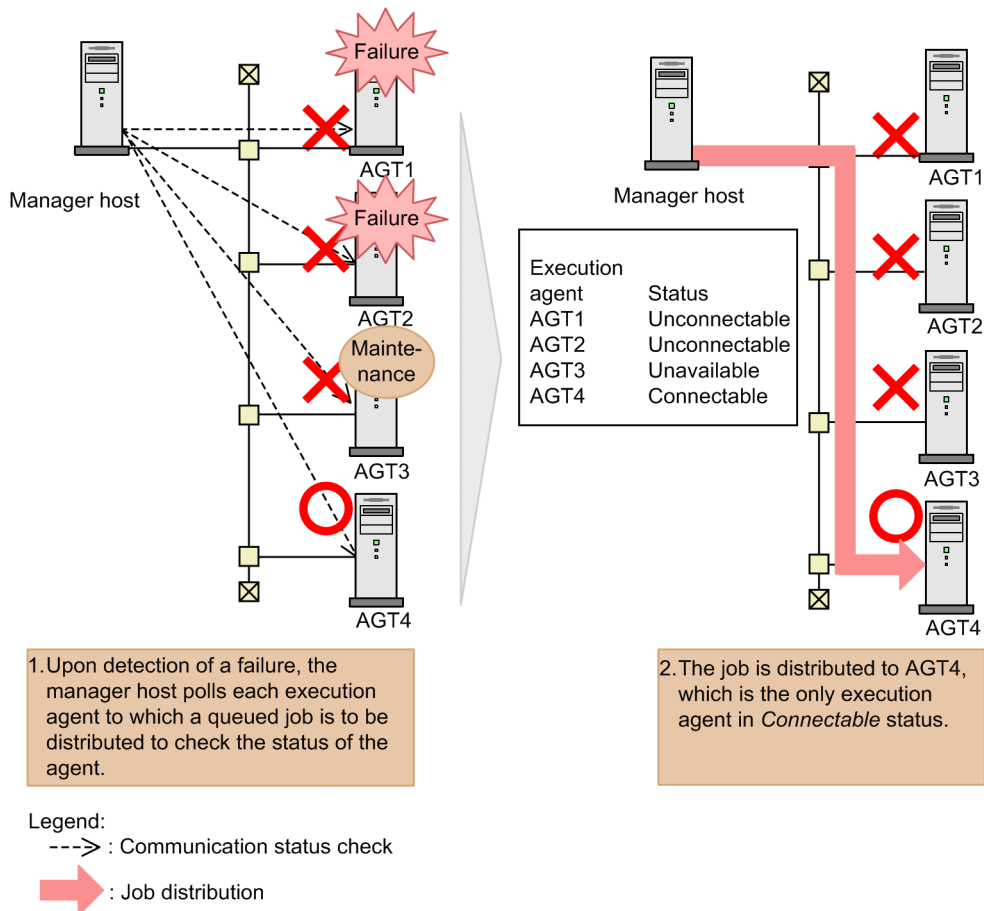 Failure
AGT1
Manager host
Failure
AGT2
Mainte-
nance
AGT3
AGT4
1. Upon detection of a failure, the
manager host polls each execution
agent to which a queued job is to be
distributed to check the status of the
agent.
Manager host
AGT1
Execution
agent Status
AGT1 Unconnectable
AGT2 Unconnectable
AGT3 Unavailable
AGT4 Connectable
AGT2
AGT3
AGT4
2. The job is distributed to AGT4,
which is the only execution
agent in Connectable status.
Legend:
: Communication status check
: Job distribution